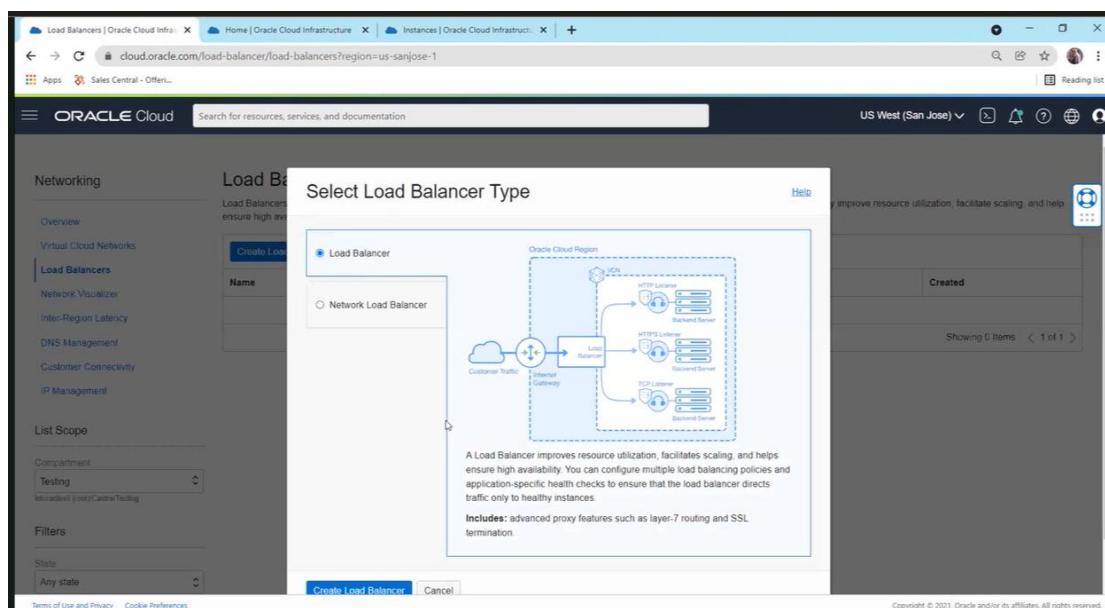 Load Balancers | Oracle Cloud Infra
Home | Oracle Cloud Infrastructure
Instances | Oracle Cloud Infrastruct
cloud.oracle.com/load-balancer/load-balancers?region=us-sanjose-1
Apps
Sales Central - Offeri...
Reading list
ORACLE Cloud
Search for resources, services, and documentation
US West (San Jose)
Networking
Overview
Virtual Cloud Networks
Load Balancers
Network Visualizer
Inter-Region Latency
DNS Management
Customer Connectivity
IP Management
List Scope
Compartment
Testing
Filters
State
Any state
Load Ba
Load Balancers
ensure high ava
y improve resource utilization, facilitate scaling, and help
Create Load
Name
Created
Showing 0 Items < 1 of 1 >
Select Load Balancer Type
Help
Load Balancer
Network Load Balancer
Oracle Cloud Region
VCN
HTTP Listener
Backend Server
HTTPS Listener
Load
Balancer
Backend Server
Customer Traffic
Internet
Gateway
TCP Listener
Backend Server
A Load Balancer improves resource utilization, facilitates scaling, and helps
ensure high availability. You can configure multiple load balancing policies and
application-specific health checks to ensure that the load balancer directs
traffic only to healthy instances.
Includes: advanced proxy features such as layer-7 routing and SSL
termination.
Create Load Balancer
Cancel
Terms of Use and Privacy
Cookie Preferences
Copyright © 2021, Oracle and/or its affiliates. All rights reserved.